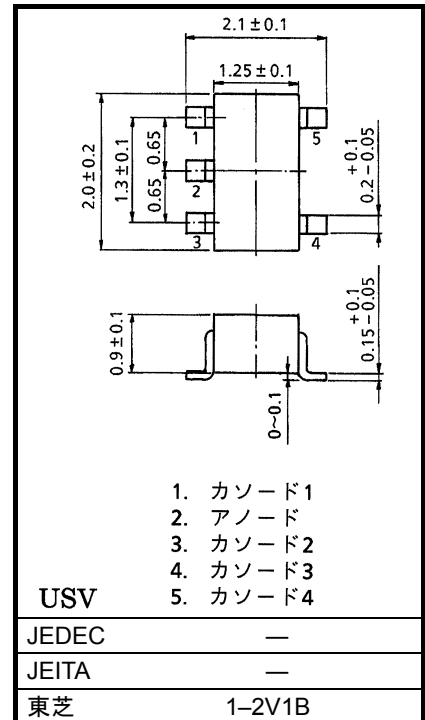 2.1±0.1
1.25±0.1
2.0±0.2
1.3±0.1
0.65
0.65
1
2
3
5
4
+0.1
0.2-0.05
0.9±0.1
+0.1
0.15-0.05
0~0.1
1. カソード1
2. アノード
3. カソード2
4. カソード3
USV 5. カソード4
JEDEC —
JEITA —
東芝 1–2V1B